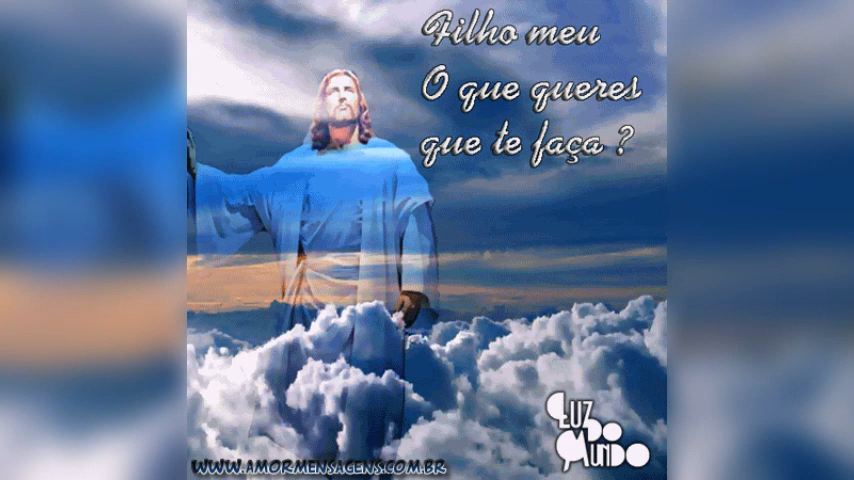 Filho meu
O que queres
que te faça ?
LUZ
DO
MUNDO
WWW.AMORMENSAGENS.COM.BR